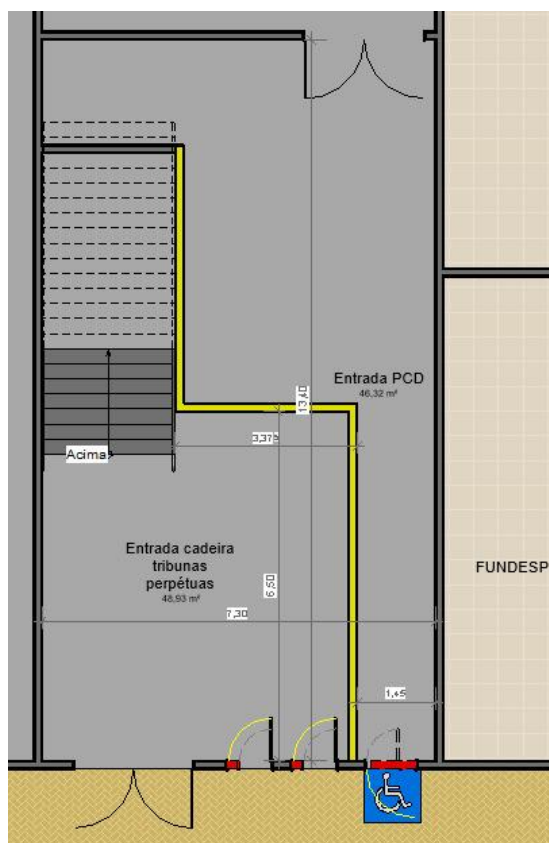 Entrada PCD
46,32 m²
13,40
3,375
Acima
Entrada cadeira
tribunas
perpétuas
48,93 m²
6,50
FUNDESP
7,30
1,45